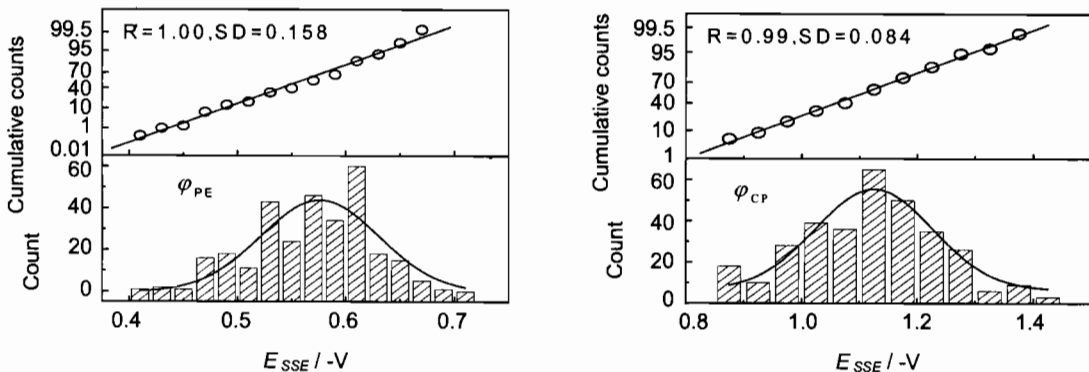 Cumulative counts
99.5
95
70
40
10
1
0.01
R=1.00,SD=0.158
Count
60
40
20
0
φPE
0.4
0.5
0.6
0.7
E SSE / -V
Cumulative counts
99.5
95
70
40
10
1
R=0.99,SD=0.084
Count
60
40
20
0
φCP
0.8
1.0
1.2
1.4
E SSE / -V